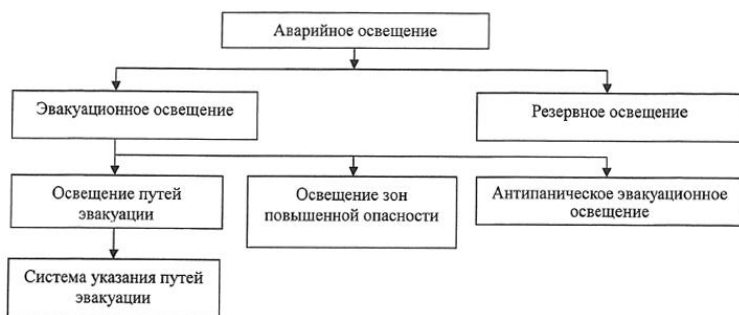 Аварийное освещение
Эвакуационное освещение
Резервное освещение
Освещение путей
эвакуации
Освещение зон
повышенной опасности
Антипаническое эвакуационное
освещение
Система указания путей
эвакуации